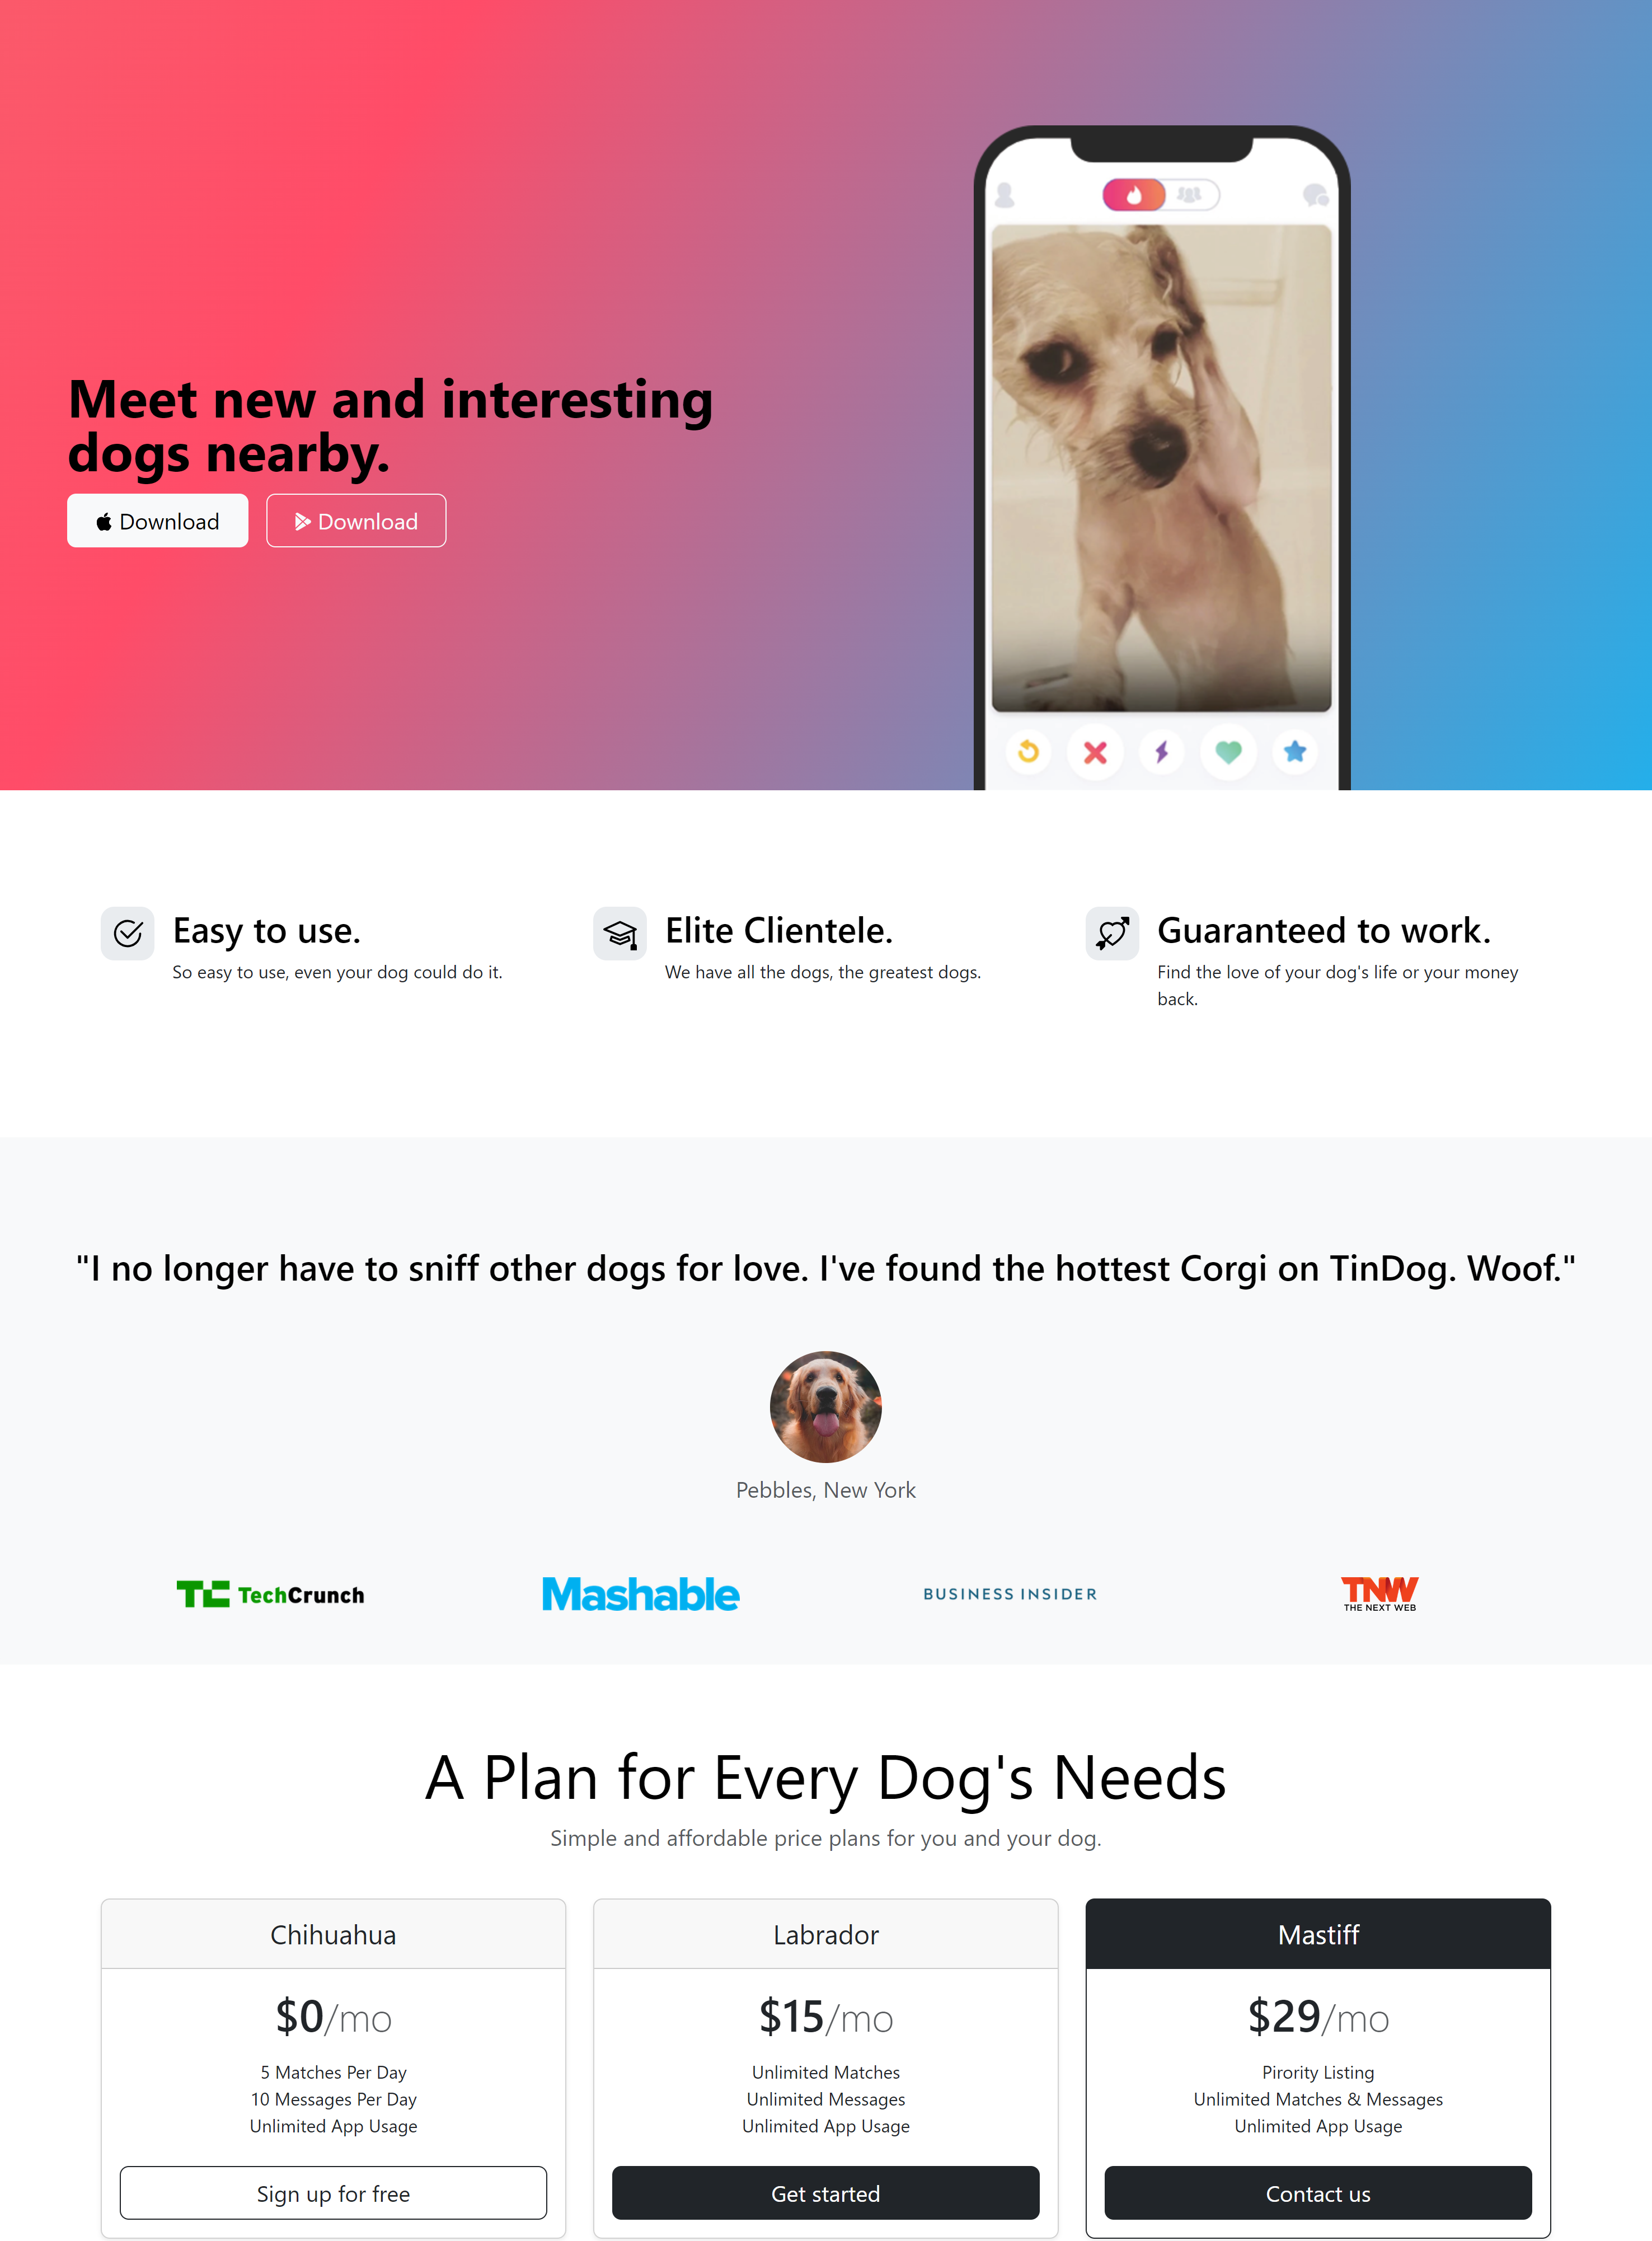 Meet new and interesting
dogs nearby.
Download
Download
Easy to use.
So easy to use, even your dog could do it.
Elite Clientele.
We have all the dogs, the greatest dogs.
Guaranteed to work.
Find the love of your dog's life or your money
back.
"I no longer have to sniff other dogs for love. I've found the hottest Corgi on TinDog. Woof."
Pebbles, New York
TC TechCrunch
Mashable
BUSINESS INSIDER
TNW
THE NEXT WEB
A Plan for Every Dog's Needs
Simple and affordable price plans for you and your dog.
Chihuahua
$0/mo
5 Matches Per Day
10 Messages Per Day
Unlimited App Usage
Sign up for free
Labrador
$15/mo
Unlimited Matches
Unlimited Messages
Unlimited App Usage
Get started
Mastiff
$29/mo
Pirority Listing
Unlimited Matches & Messages
Unlimited App Usage
Contact us